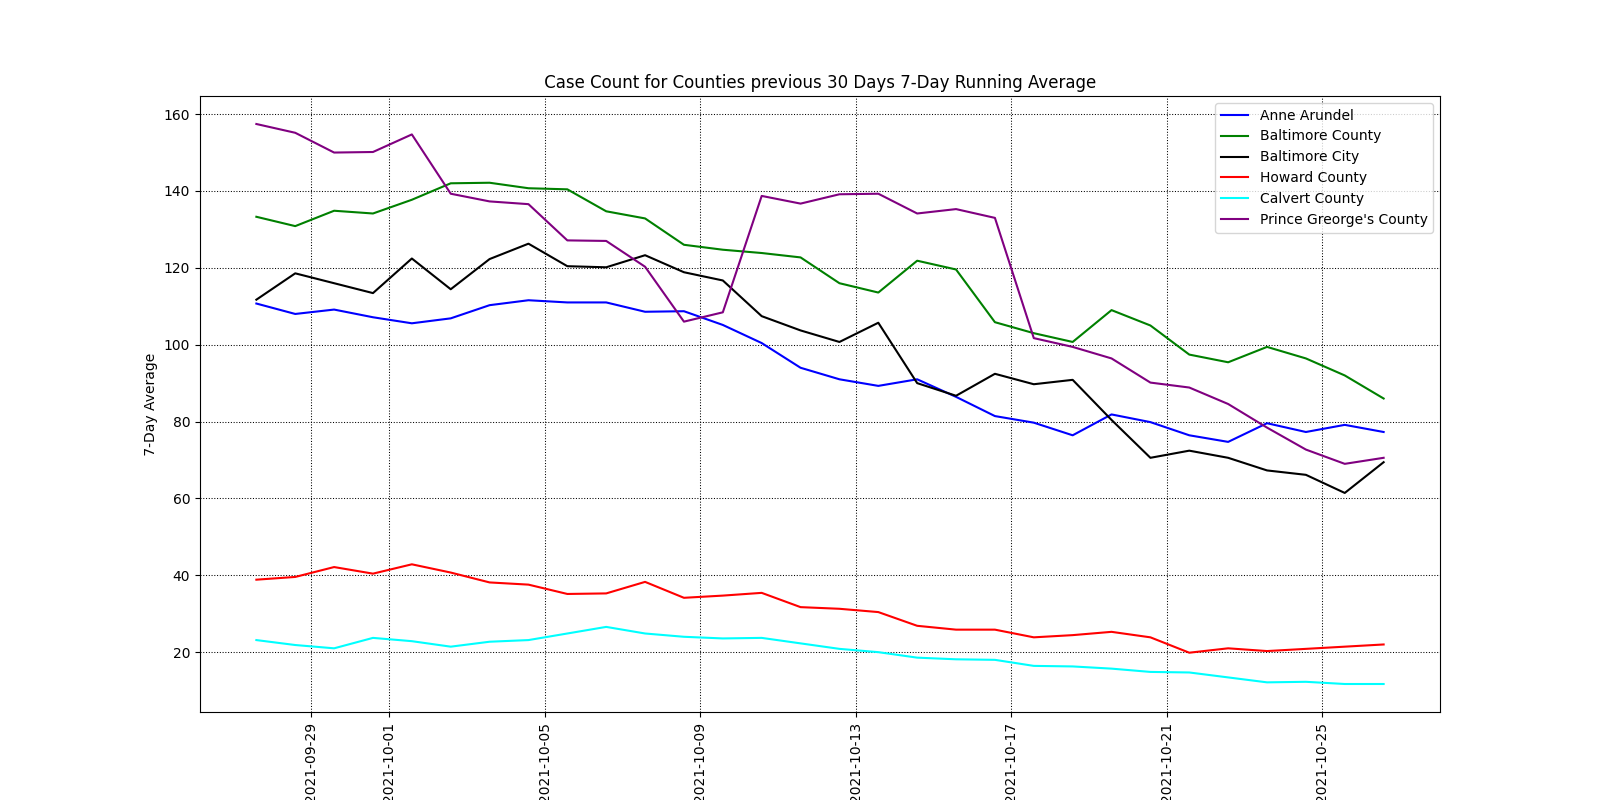 Case Count for Counties previous 30 Days 7-Day Running Average
Anne Arundel
Baltimore County
Baltimore City
Howard County
Calvert County
Prince Greorge's County
7-Day Average
160
140
120
100
80
60
40
20
2021-09-29
2021-10-01
2021-10-05
2021-10-09
2021-10-13
2021-10-17
2021-10-21
2021-10-25